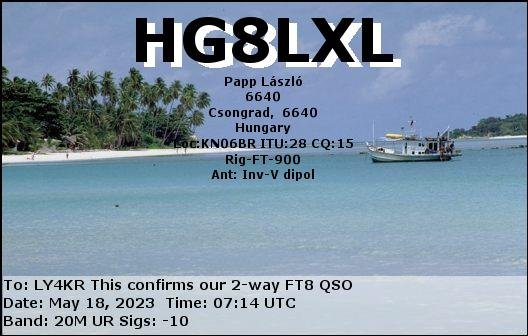 HG8LXL
Papp László
6640
Csongrad, 6640
Hungary
Loc:KN06BR ITU:28 CQ:15
Rig-FT-900
Ant: Inv-V dipol
To: LY4KR This confirms our 2-way FT8 QSO
Date: May 18, 2023 Time: 07:14 UTC
Band: 20M UR Sigs: -10